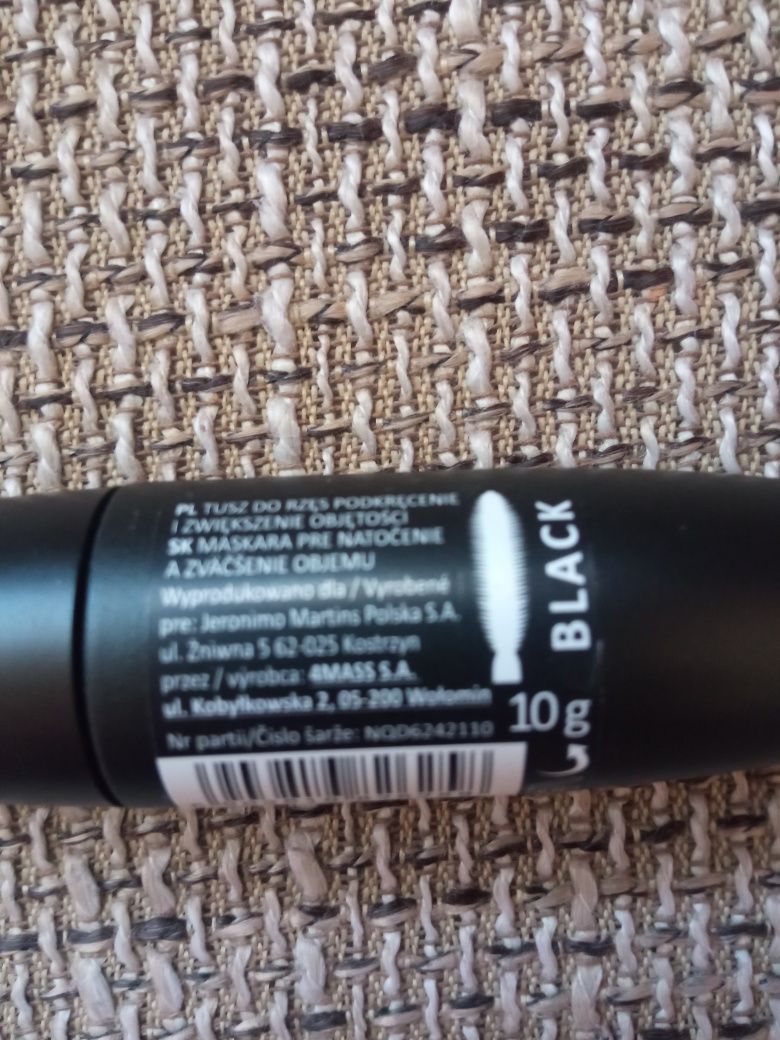 PL TUSZ DO RZĘS PODKRĘCENIE
I ZWIĘKSZENIE OBJĘTOŚCI
SK MASKARA PRE NATOČENIE
A ZVÄČŠENIE OBJEMU
Wyprodukowano dla / Vyrobené
pre: Jeronimo Martins Polska S.A.
ul. Żniwna 5 62-025 Kostrzyn
przez / výrobca: 4MASS S.A.
ul. Kobyłkowska 2, 05-200 Wołomin
Nr partii/Číslo šarže: NQD6242110
BLACK
10 g